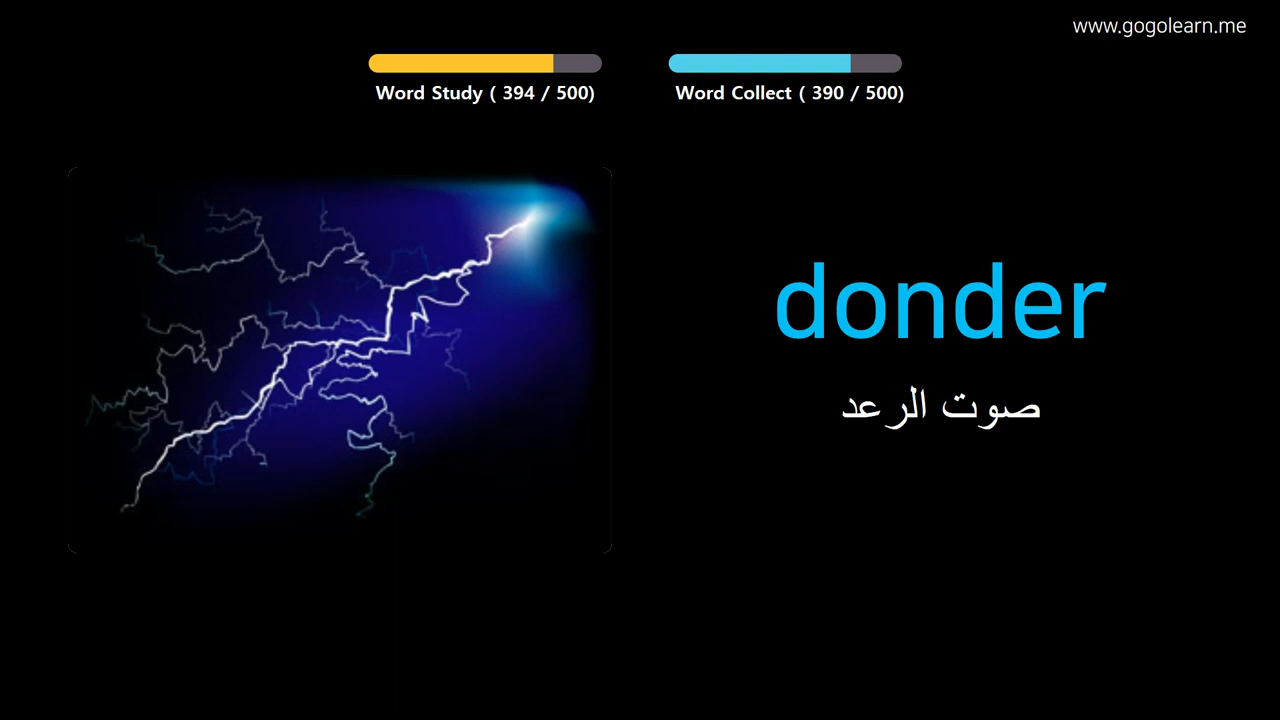 www.gogolearn.me
Word Study ( 394 / 500)
Word Collect ( 390 / 500)
donder
صوت الرعد